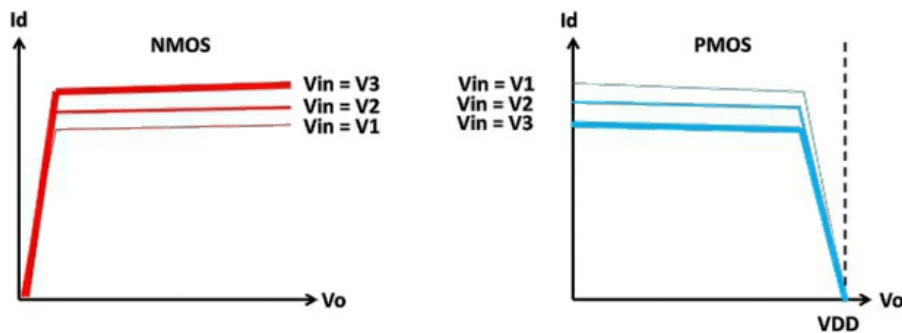 Id
NMOS
Vin = V3
Vin = V2
Vin = V1
Vo
Id
PMOS
Vin = V1
Vin = V2
Vin = V3
Vo
VDD